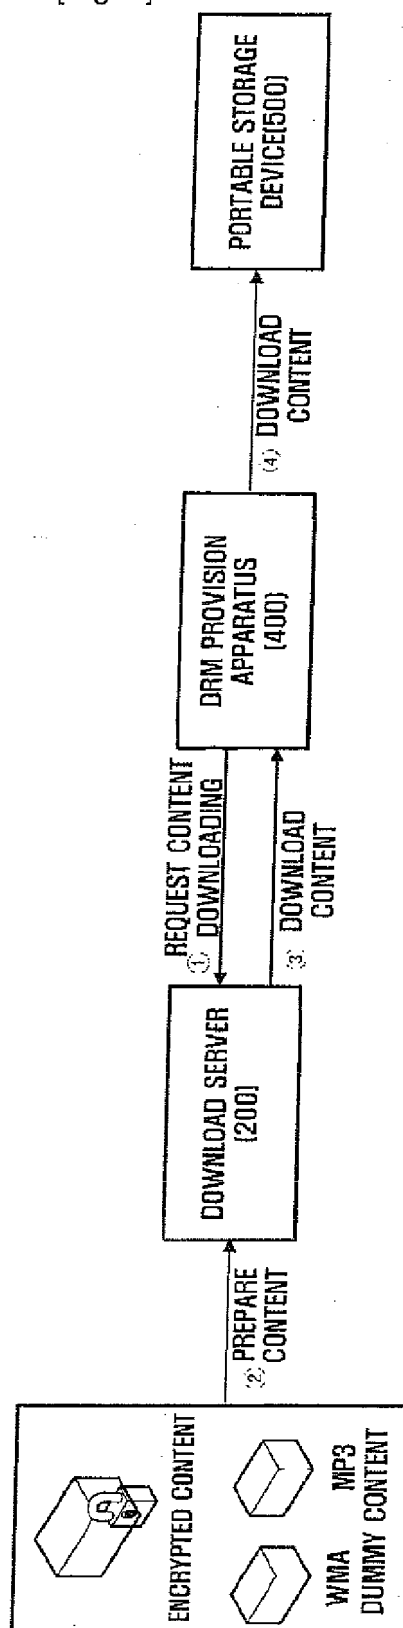 ENCRYPTED CONTENT
WMA MP3
DUMMY CONTENT
(2) PREPARE
CONTENT
DOWNLOAD SERVER
(200)
REQUEST CONTENT
① DOWNLOADING
(3) DOWNLOAD
CONTENT
DRM PROVISION
APPARATUS
(400)
(4) DOWNLOAD
CONTENT
PORTABLE STORAGE
DEVICE(500)